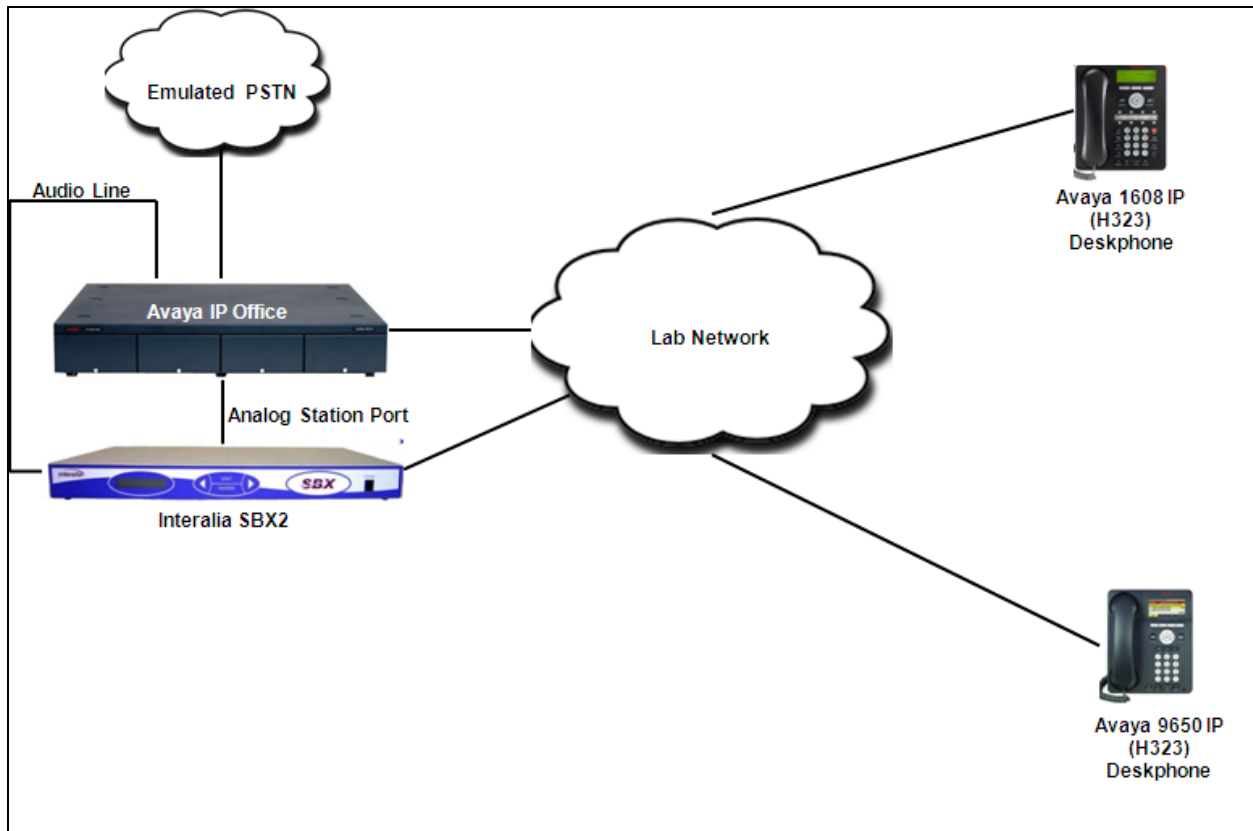 Emulated PSTN
Audio Line
Avaya IP Office
Analog Station Port
SBX
Interalia SBX2
Lab Network
Avaya 1608 IP
(H323)
Deskphone
Avaya 9650 IP
(H323)
Deskphone